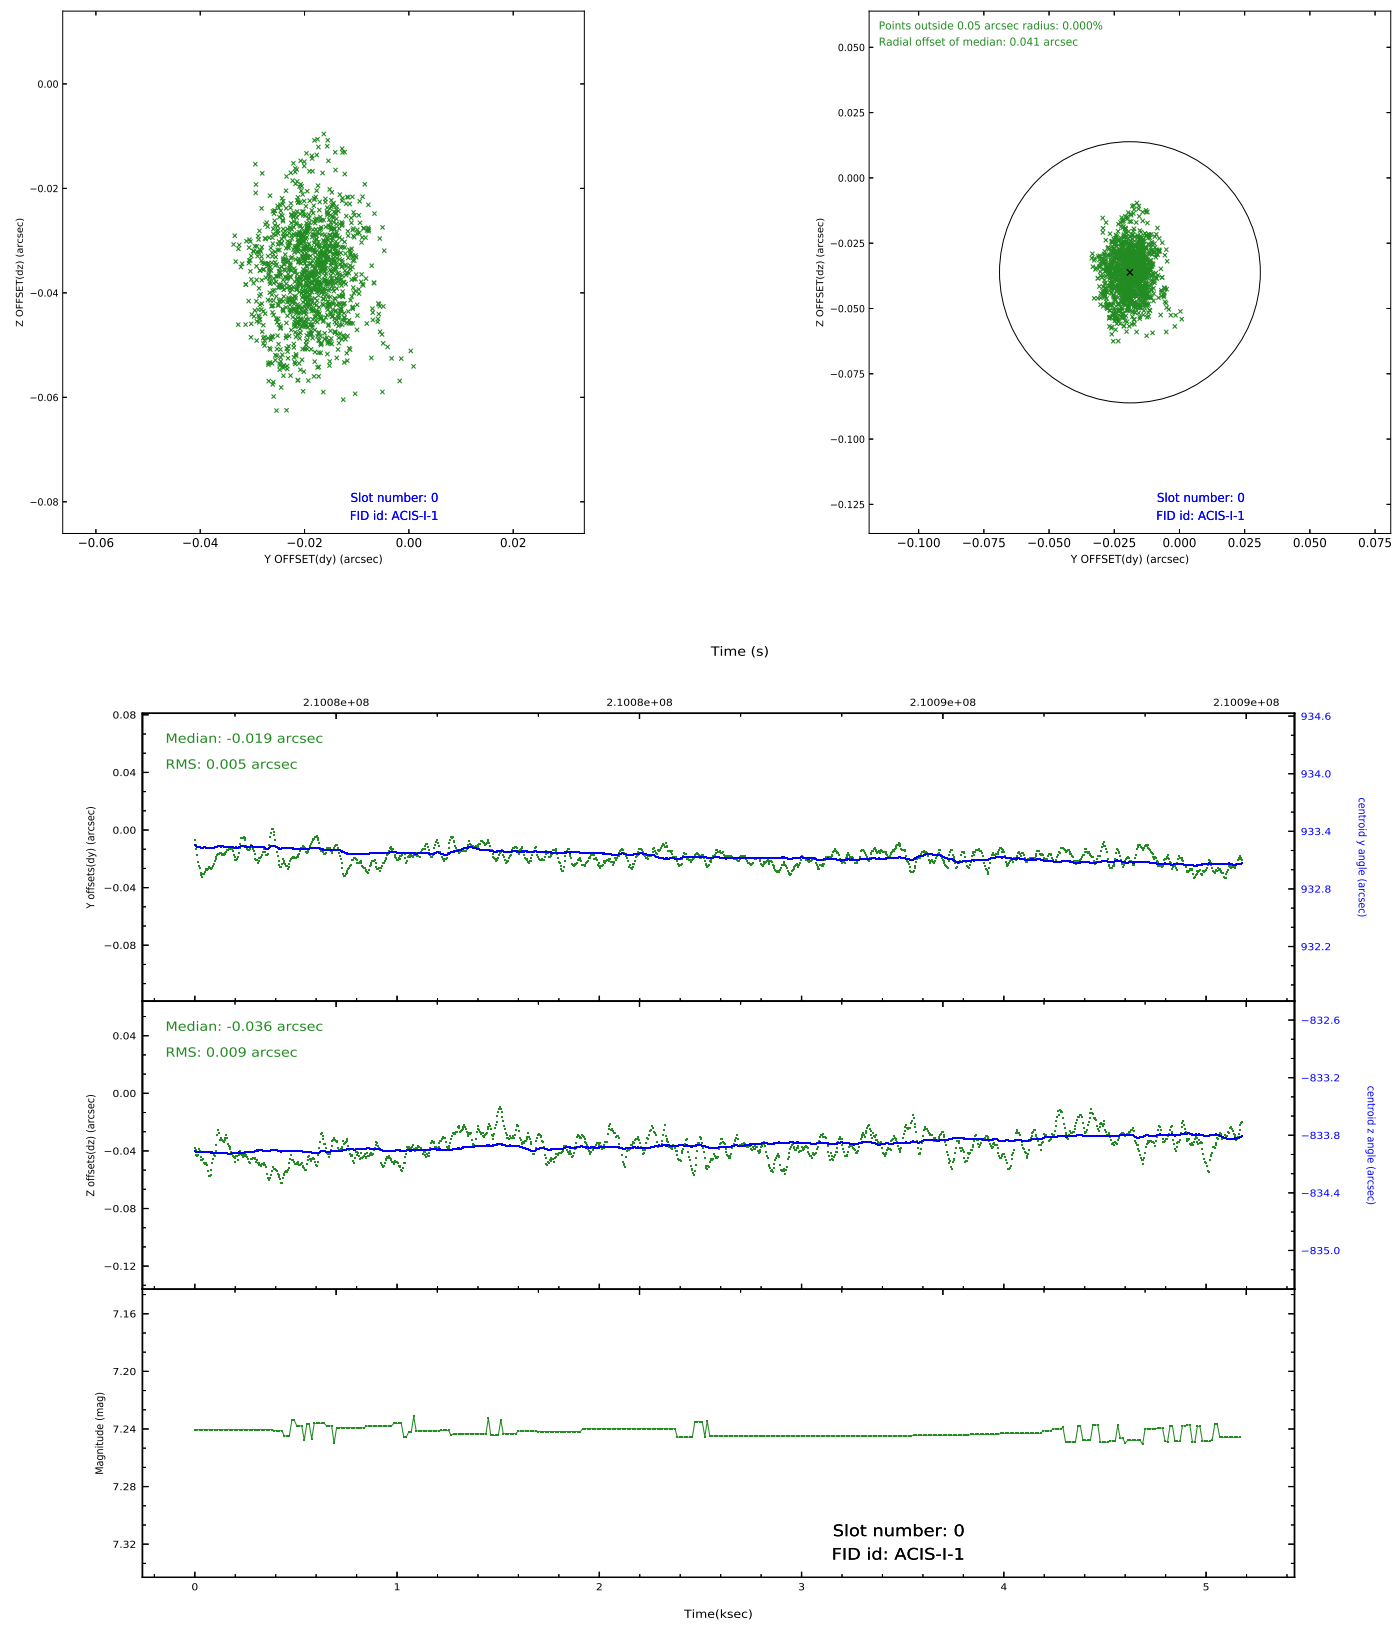 0.00
−0.02
−0.04
−0.06
−0.08
Z OFFSET(dz) (arcsec)
Slot number: 0
FID id: ACIS-I-1
−0.06 −0.04 −0.02 0.00 0.02
Y OFFSET(dy) (arcsec)
Points outside 0.05 arcsec radius: 0.000%
Radial offset of median: 0.041 arcsec
0.050
0.025
0.000
−0.025
−0.050
−0.075
−0.100
−0.125
Z OFFSET(dz) (arcsec)
Slot number: 0
FID id: ACIS-I-1
−0.100 −0.075 −0.050 −0.025 0.000 0.025 0.050 0.075
Y OFFSET(dy) (arcsec)
Time (s)
2.1008e+08 2.1008e+08 2.1009e+08 2.1009e+08
Median: -0.019 arcsec
RMS: 0.005 arcsec
0.08
0.04
0.00
−0.04
−0.08
Y offsets(dy) (arcsec)
934.6
934.0
933.4
932.8
932.2
centroid y angle (arcsec)
Median: -0.036 arcsec
RMS: 0.009 arcsec
0.04
0.00
−0.04
−0.08
−0.12
Z offsets(dz) (arcsec)
−832.6
−833.2
−833.8
−834.4
−835.0
centroid z angle (arcsec)
7.16
7.20
7.24
7.28
7.32
Magnitude (mag)
Slot number: 0
FID id: ACIS-I-1
0 1 2 3 4 5
Time(ksec)